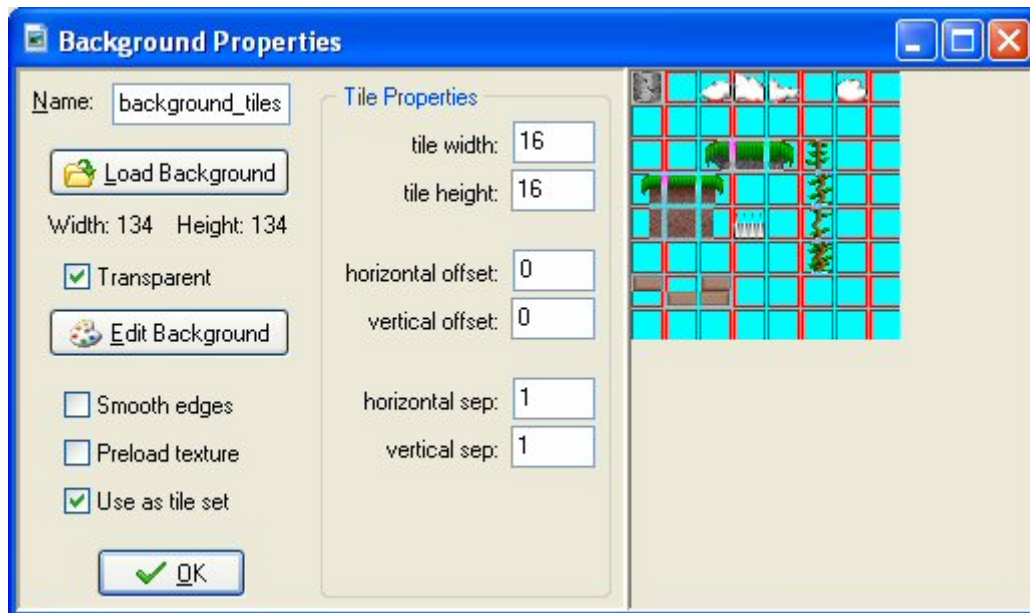 Background Properties
Name: background_tiles
Load Background
Width: 134 Height: 134
Transparent
Edit Background
Smooth edges
Preload texture
Use as tile set
OK
Tile Properties
tile width: 16
tile height: 16
horizontal offset: 0
vertical offset: 0
horizontal sep: 1
vertical sep: 1